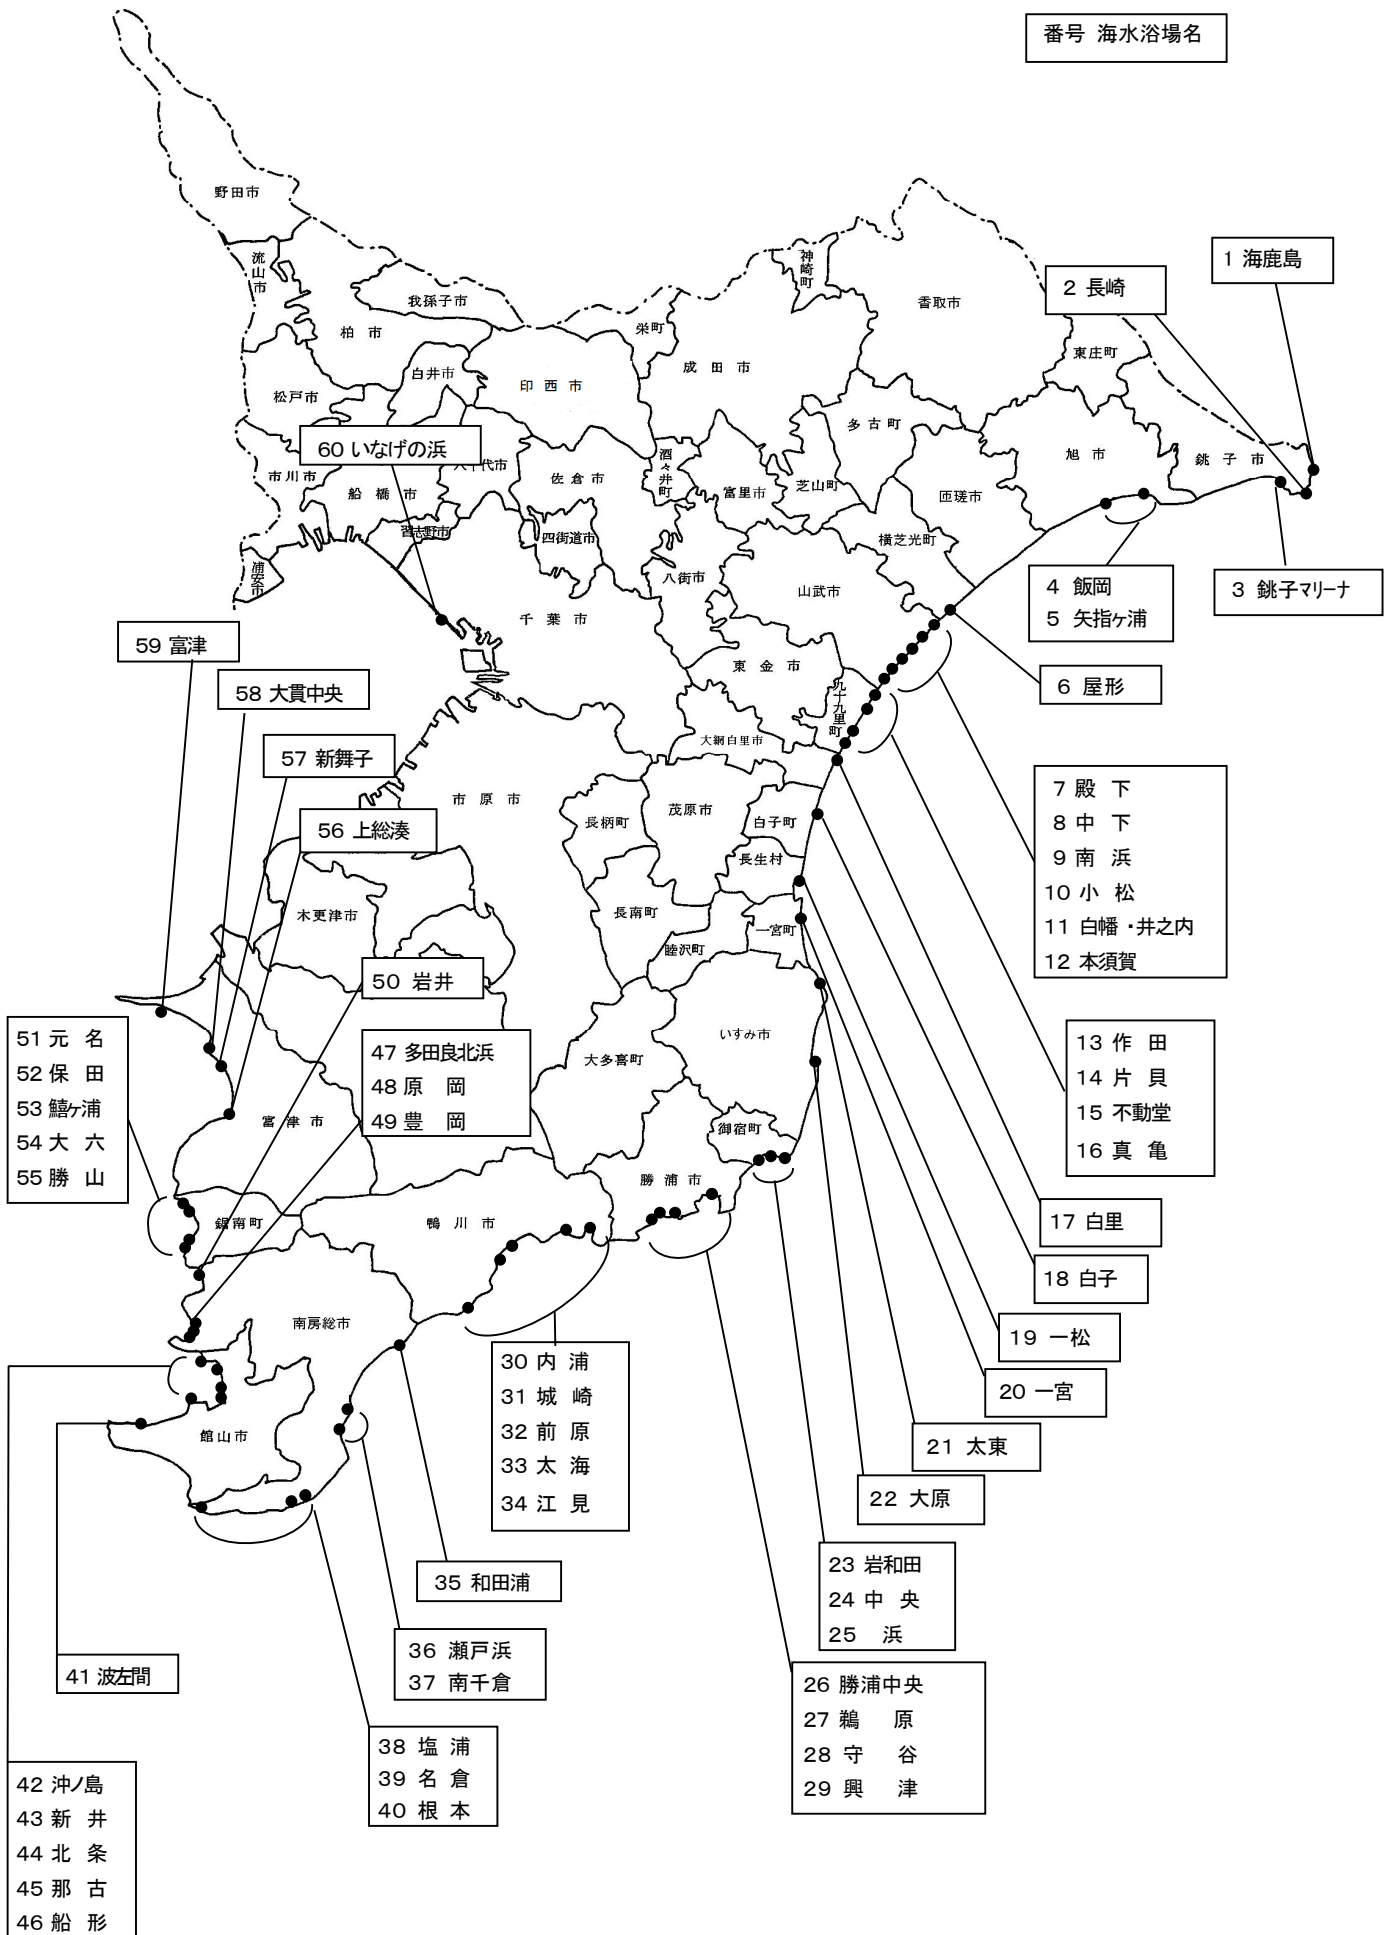 番号 海水浴場名
野田市
流山市
我孫子市
柏市
松戸市
白井市
印西市
栄町
成田市
神崎町
香取市
東庄町
1 海鹿島
2 長崎
多古町
旭市
銚子市
匝瑳市
芝山町
富里市
酒々井町
佐倉市
60 いなげの浜
市川市
船橋市
習志野市
浦安市
四街道市
八街市
横芝光町
山武市
千葉市
東金市
九十九里町
大網白里市
3 銚子マリーナ
4 飯岡
5 矢指ヶ浦
6 屋形
7 殿下
8 中下
9 南浜
10 小松
11 白幡・井之内
12 本須賀
13 作田
14 片貝
15 不動堂
16 真亀
17 白里
18 白子
19 一松
20 一宮
21 太東
22 大原
23 岩和田
24 中央
25 浜
26 勝浦中央
27 鵜原
28 守谷
29 興津
30 内浦
31 城崎
32 前原
33 太海
34 江見
35 和田浦
36 瀬戸浜
37 南千倉
38 塩浦
39 名倉
40 根本
41 波左間
42 沖ノ島
43 新井
44 北条
45 那古
46 船形
47 多田良北浜
48 原岡
49 豊岡
50 岩井
51 元名
52 保田
53 鱚ヶ浦
54 大六
55 勝山
56 上総湊
57 新舞子
58 大貫中央
59 富津
市原市
長柄町
茂原市
白子町
長生村
長南町
睦沢町
一宮町
木更津市
いすみ市
大多喜町
御宿町
勝浦市
富津市
鋸南町
鴨川市
南房総市
館山市